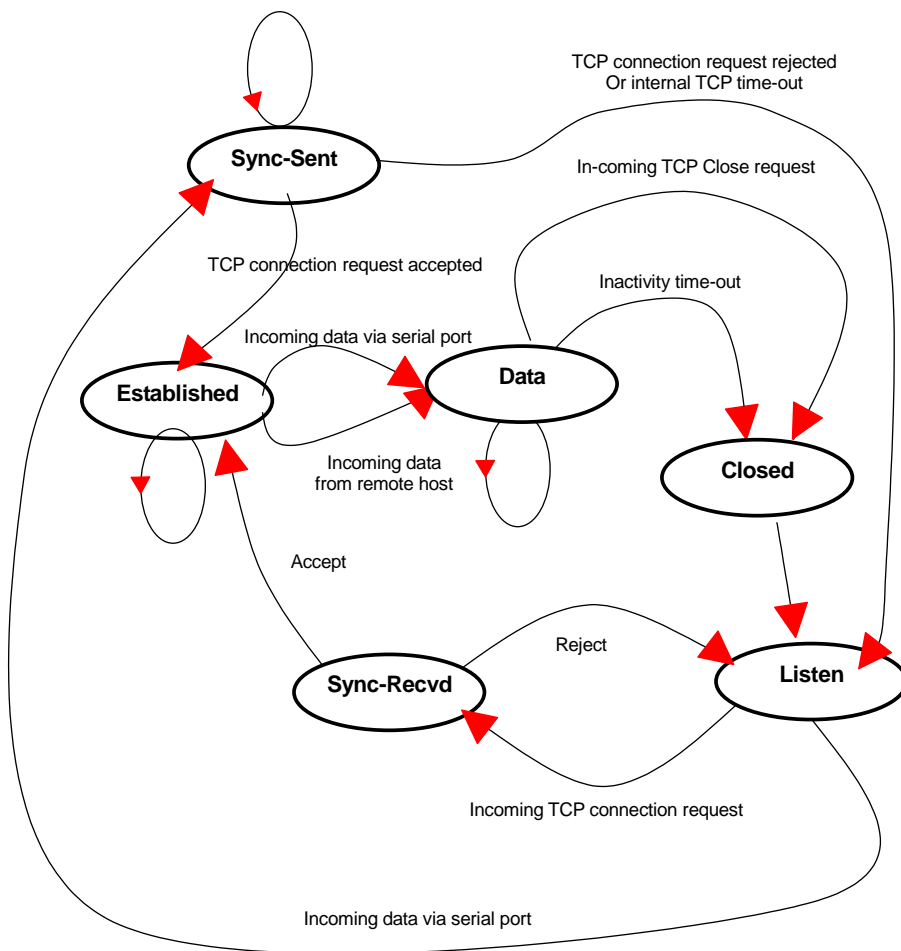 TCP connection request rejected
Or internal TCP time-out
Sync-Sent
In-coming TCP Close request
TCP connection request accepted
Inactivity time-out
Incoming data via serial port
Data
Established
Incoming data
from remote host
Closed
Accept
Reject
Sync-Recvd
Listen
Incoming TCP connection request
Incoming data via serial port